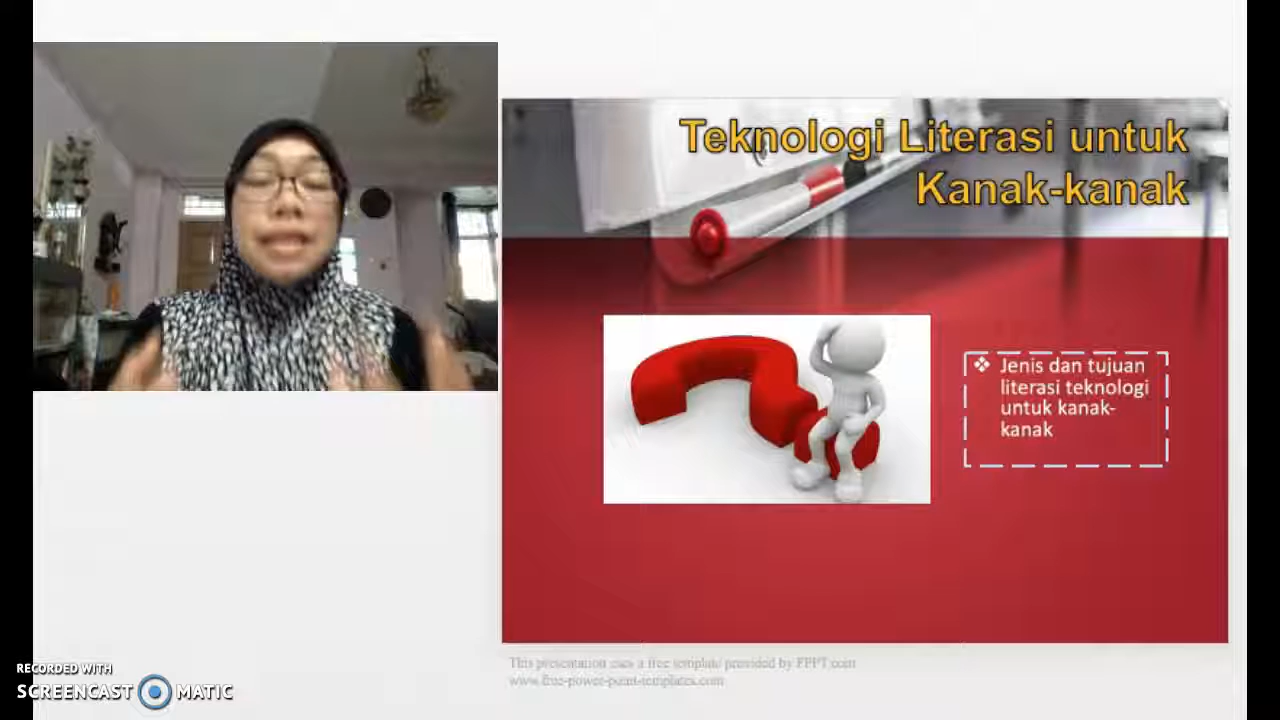 Teknologi Literasi untuk
Kanak-kanak
❖ Jenis dan tujuan
literasi teknologi
untuk kanak-
kanak
This presentation uses a free template provided by FPPT.com
www.free-power-point-templates.com
RECORDED WITH
SCREENCAST MATIC